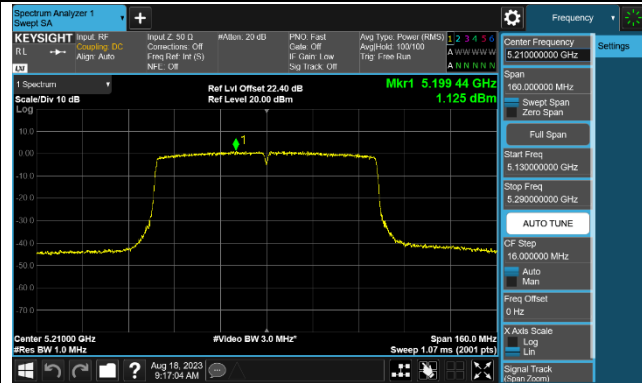 Spectrum Analyzer 1
Swept SA
Frequency
KEYSIGHT
Input: RF
Input Z: 50 Ω
#Atten: 20 dB
PNO: Fast
Avg Type: Power (RMS)
1 2 3 4 5 6
RL
Coupling: DC
Corrections: Off
Gate: Off
Avg|Hold: 100/100
A W W W W W
Align: Auto
Freq Ref: Int (S)
IF Gain: Low
Trig: Free Run
LXI
NFE: Off
Sig Track: Off
A N N N N N
1 Spectrum
Ref Lvl Offset 22.40 dB
Mkr1 5.199 44 GHz
Scale/Div 10 dB
Ref Level 20.00 dBm
1.125 dBm
Log
10.0
1
0.00
-10.0
-20.0
-30.0
-40.0
-50.0
-60.0
-70.0
Center 5.21000 GHz
#Video BW 3.0 MHz*
Span 160.0 MHz
#Res BW 1.0 MHz
Sweep 1.07 ms (2001 pts)
?
Aug 18, 2023
9:17:04 AM
Center Frequency
5.210000000 GHz
Settings
Span
160.000000 MHz
Swept Span
Zero Span
Full Span
Start Freq
5.130000000 GHz
Stop Freq
5.290000000 GHz
AUTO TUNE
CF Step
16.000000 MHz
Auto
Man
Freq Offset
0 Hz
X Axis Scale
Log
Lin
Signal Track
(Span Zoom)